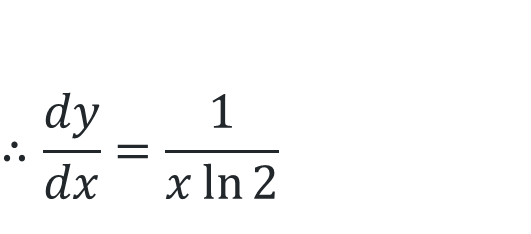 ∴ dy/dx = 1/(x ln 2)